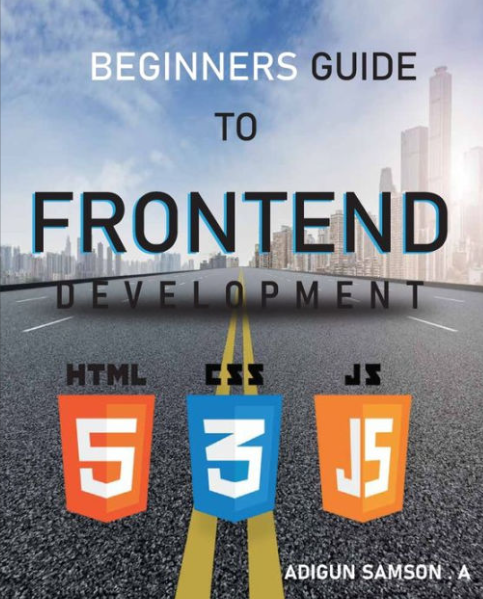 BEGINNERS GUIDE
TO
FRONTEND
DEVELOPMENT
HTML CSS JS
5 3 JS
ADIGUN SAMSON . A